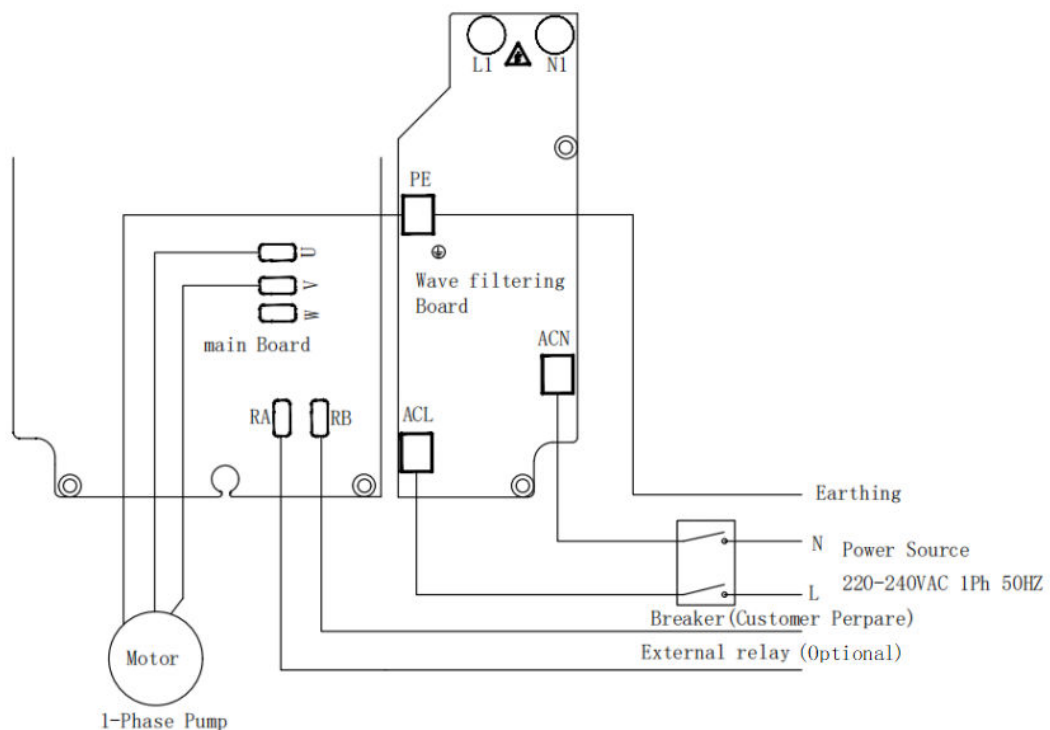 L1
N1
PE
U
V
W
Wave filtering
Board
main Board
ACN
RA
RB
ACL
Earthing
N
Power Source
220-240VAC 1Ph 50HZ
L
Breaker(Customer Perpare)
External relay (Optional)
Motor
1-Phase Pump